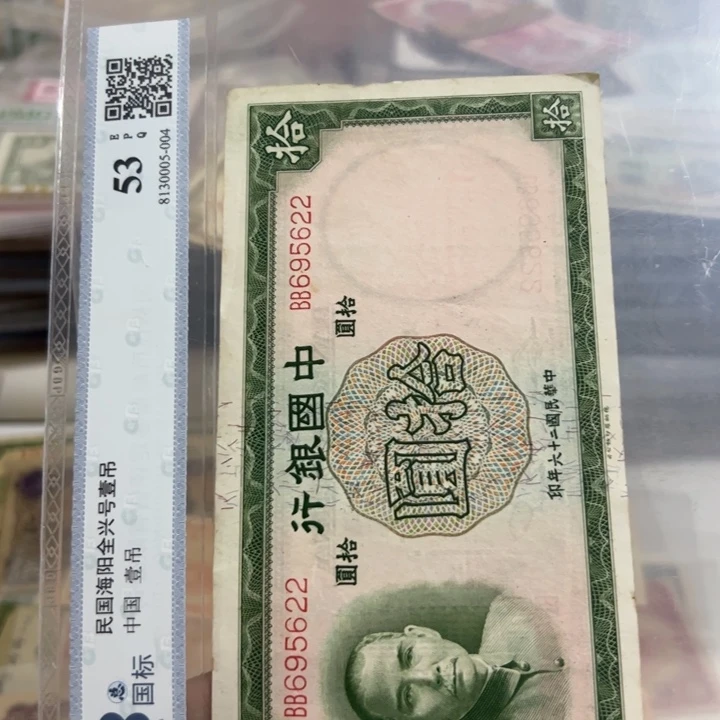 民国海阳全兴号壹吊
中国 壹吊
国标
53
E
P Q
8130005-004
拾
拾
BB695622
拾圓
中國銀行
拾圓
拾圓
BB695622
中華民國二十六年印